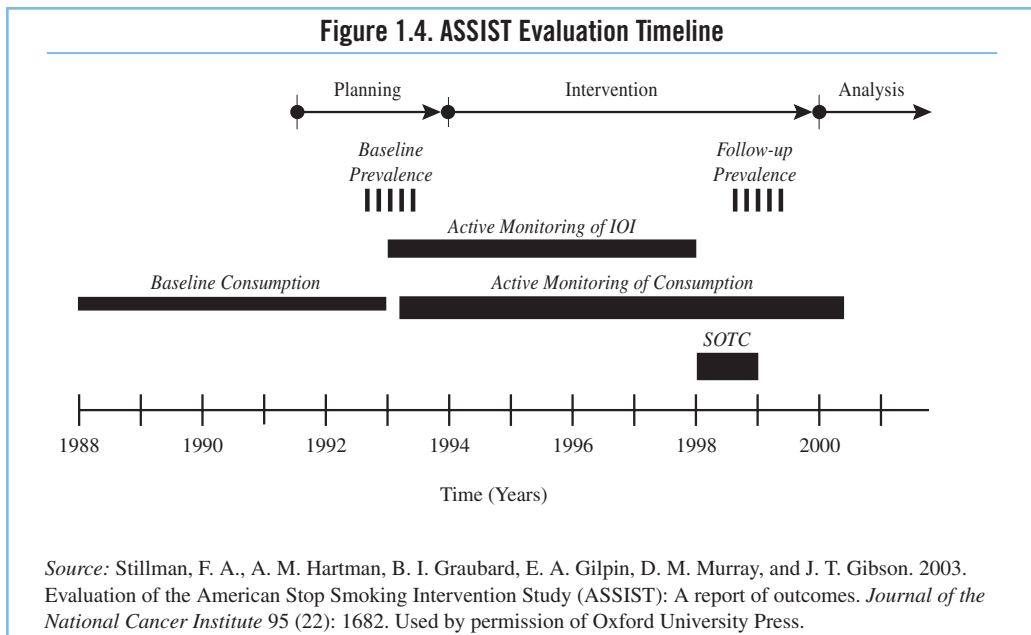 Figure 1.4. ASSIST Evaluation Timeline
Planning Intervention Analysis
Baseline Follow-up
Prevalence Prevalence
Active Monitoring of IOI
Baseline Consumption Active Monitoring of Consumption
SOTC
1988 1990 1992 1994 1996 1998 2000
Time (Years)
Source: Stillman, F. A., A. M. Hartman, B. I. Graubard, E. A. Gilpin, D. M. Murray, and J. T. Gibson. 2003.
Evaluation of the American Stop Smoking Intervention Study (ASSIST): A report of outcomes. Journal of the
National Cancer Institute 95 (22): 1682. Used by permission of Oxford University Press.